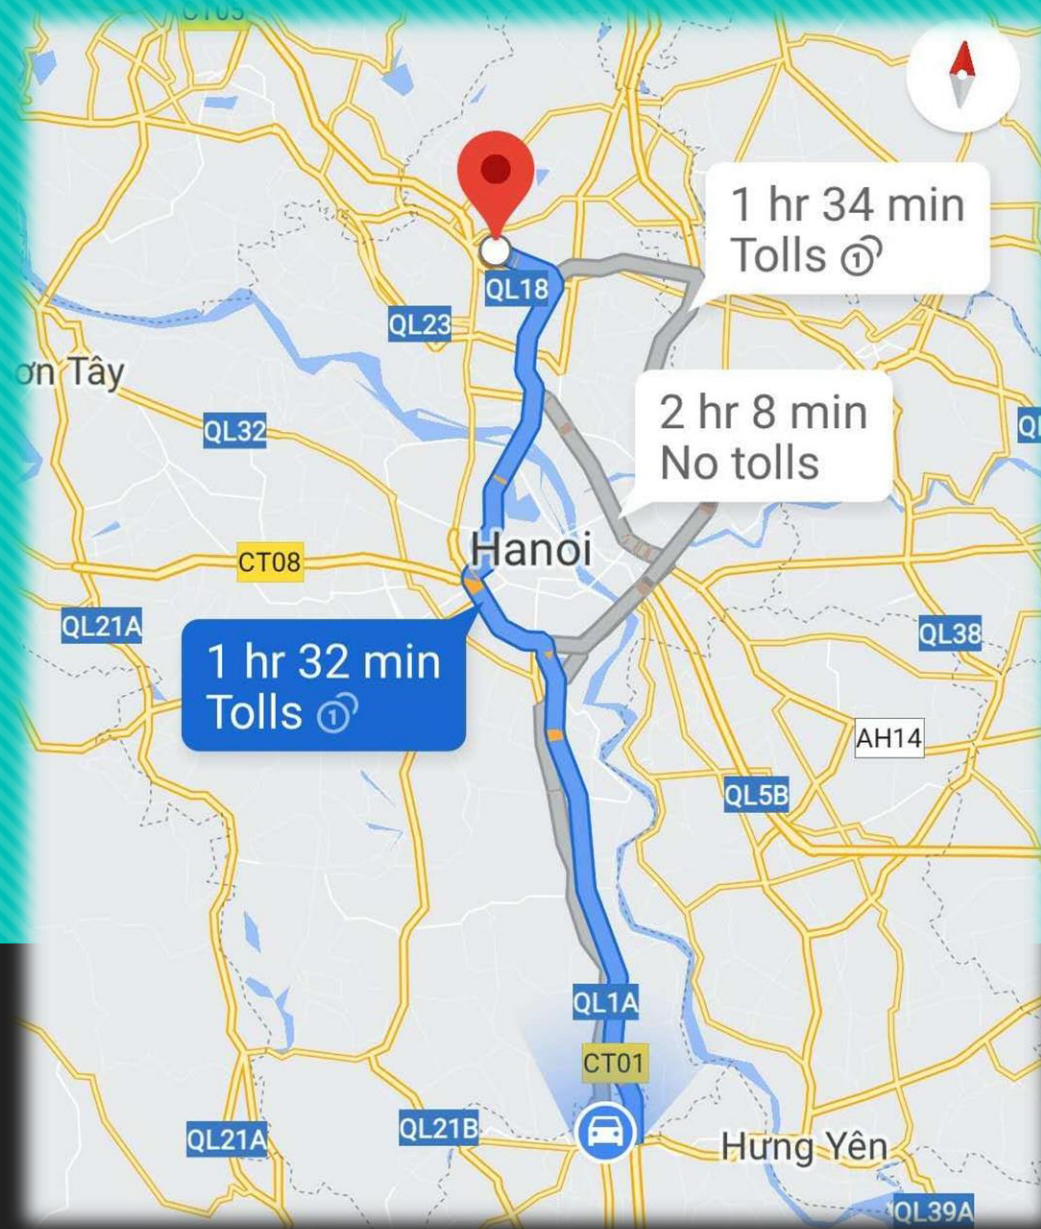 CT05
1 hr 34 min
Tolls
QL18
QL23
ơn Tây
2 hr 8 min
No tolls
QL32
Hanoi
CT08
QL21A
QL38
1 hr 32 min
Tolls
AH14
QL5B
QL1A
CT01
QL21A
QL21B
Hưng Yên
QL39A